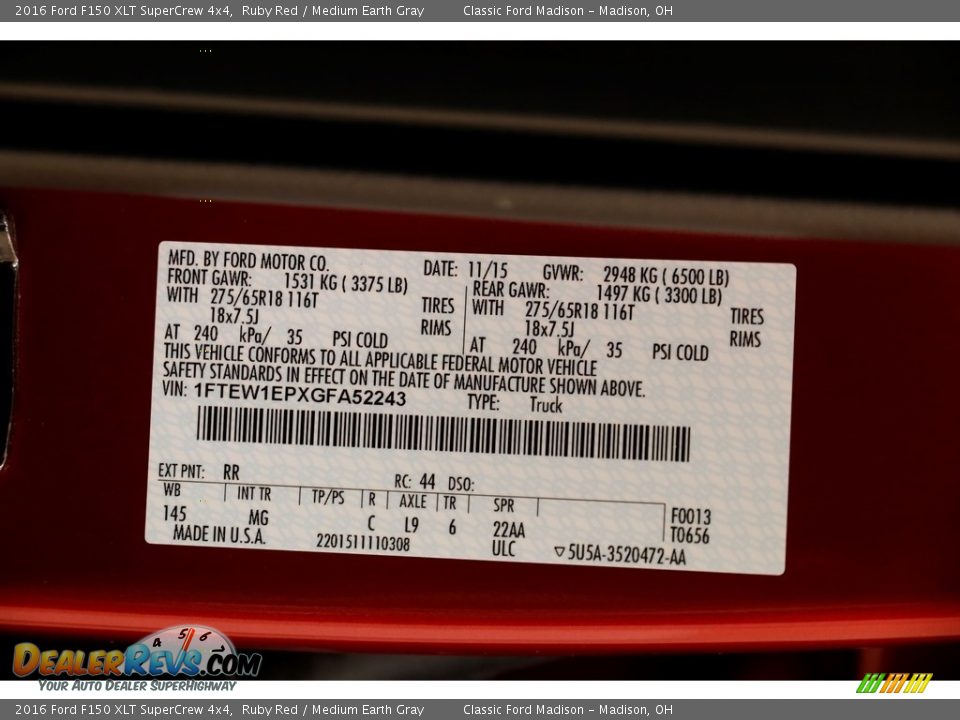 2016 Ford F150 XLT SuperCrew 4x4, Ruby Red / Medium Earth Gray Classic Ford Madison - Madison, OH
MFD. BY FORD MOTOR CO. DATE: 11/15 GVWR: 2948 KG ( 6500 LB)
FRONT GAWR: 1531 KG ( 3375 LB) REAR GAWR: 1497 KG ( 3300 LB)
WITH 275/65R18 116T TIRES WITH 275/65R18 116T TIRES
18x7.5J RIMS 18x7.5J RIMS
AT 240 kPa/ 35 PSI COLD AT 240 kPa/ 35 PSI COLD
THIS VEHICLE CONFORMS TO ALL APPLICABLE FEDERAL MOTOR VEHICLE
SAFETY STANDARDS IN EFFECT ON THE DATE OF MANUFACTURE SHOWN ABOVE.
VIN: 1FTEW1EPXGFA52243 TYPE: Truck
EXT PNT: RR RC: 44 DSO:
WB INT TR TP/PS R AXLE TR SPR F0013
145 MG C L9 6 22AA T0656
MADE IN U.S.A. 2201511110308 ULC 5U5A-3520472-AA
4 5 6
DealerRevs.com
Your Auto Dealer SuperHighway
2016 Ford F150 XLT SuperCrew 4x4, Ruby Red / Medium Earth Gray Classic Ford Madison - Madison, OH